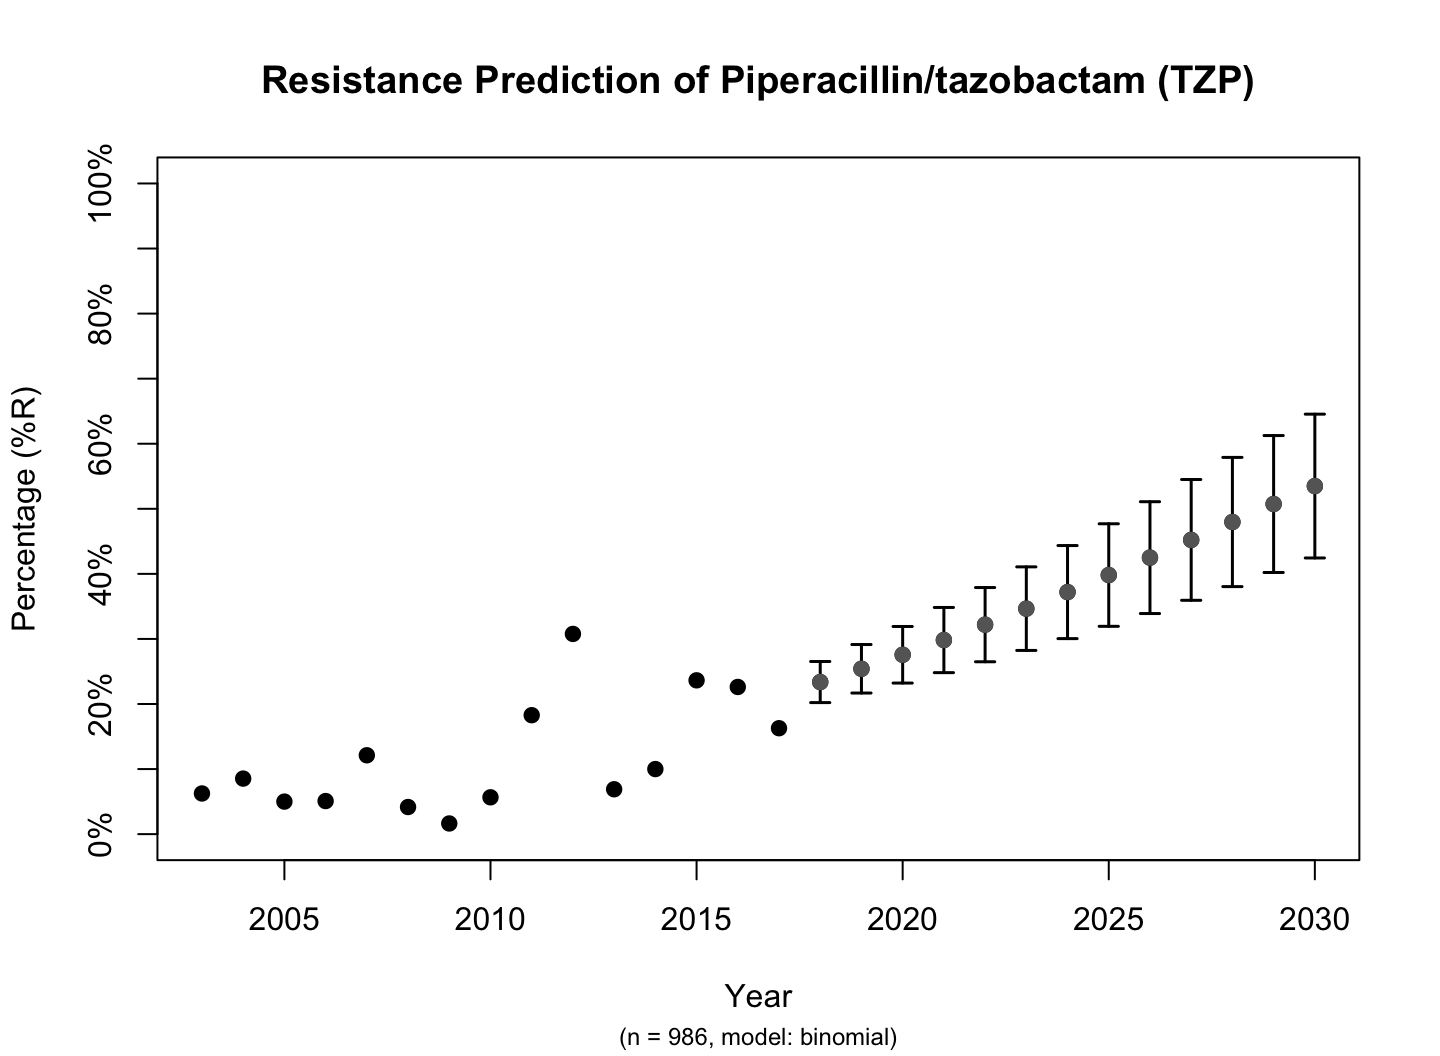 Resistance Prediction of Piperacillin/tazobactam (TZP)
Percentage (%R)
100%
80%
60%
40%
20%
0%
2005 2010 2015 2020 2025 2030
Year
(n = 986, model: binomial)